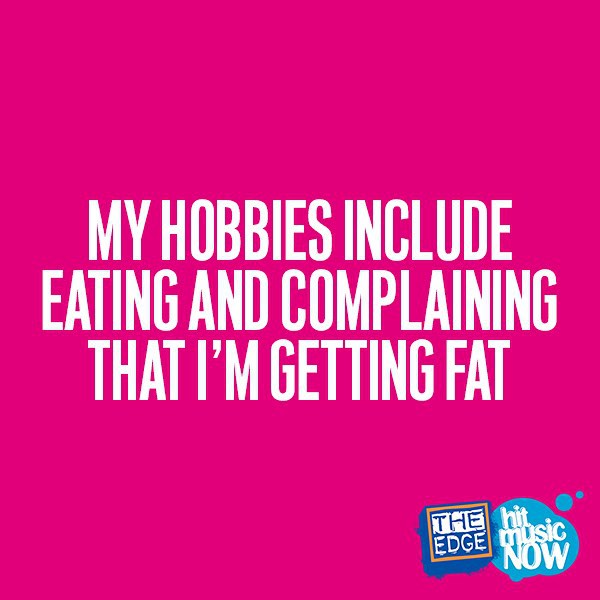 MY HOBBIES INCLUDE
EATING AND COMPLAINING
THAT I'M GETTING FAT
THE
EDGE
hit
music
NOW